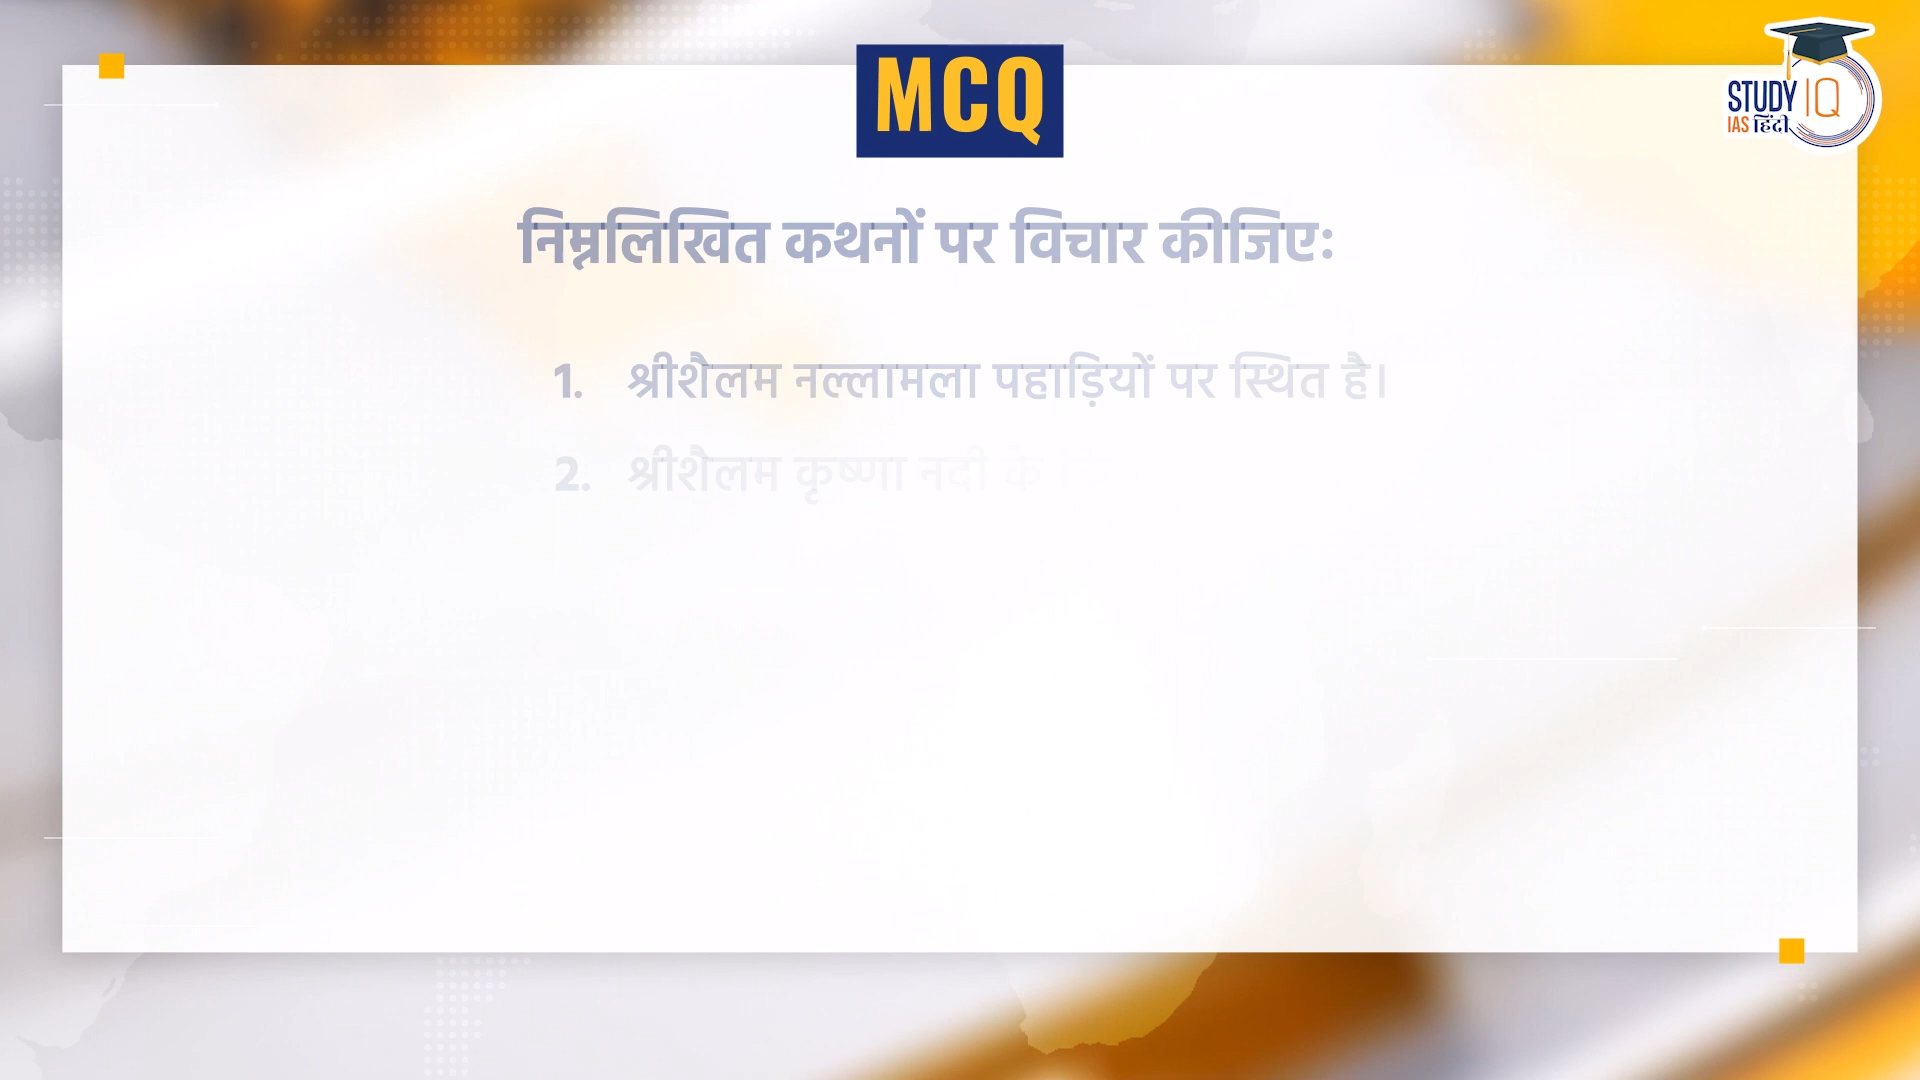 MCQ
STUDY IQ
IAS हिंदी
निम्नलिखित कथनों पर विचार कीजिए:
1. श्रीशैलम नल्लामला पहाड़ियों पर स्थित है।
2. श्रीशैलम कृष्णा नदी के